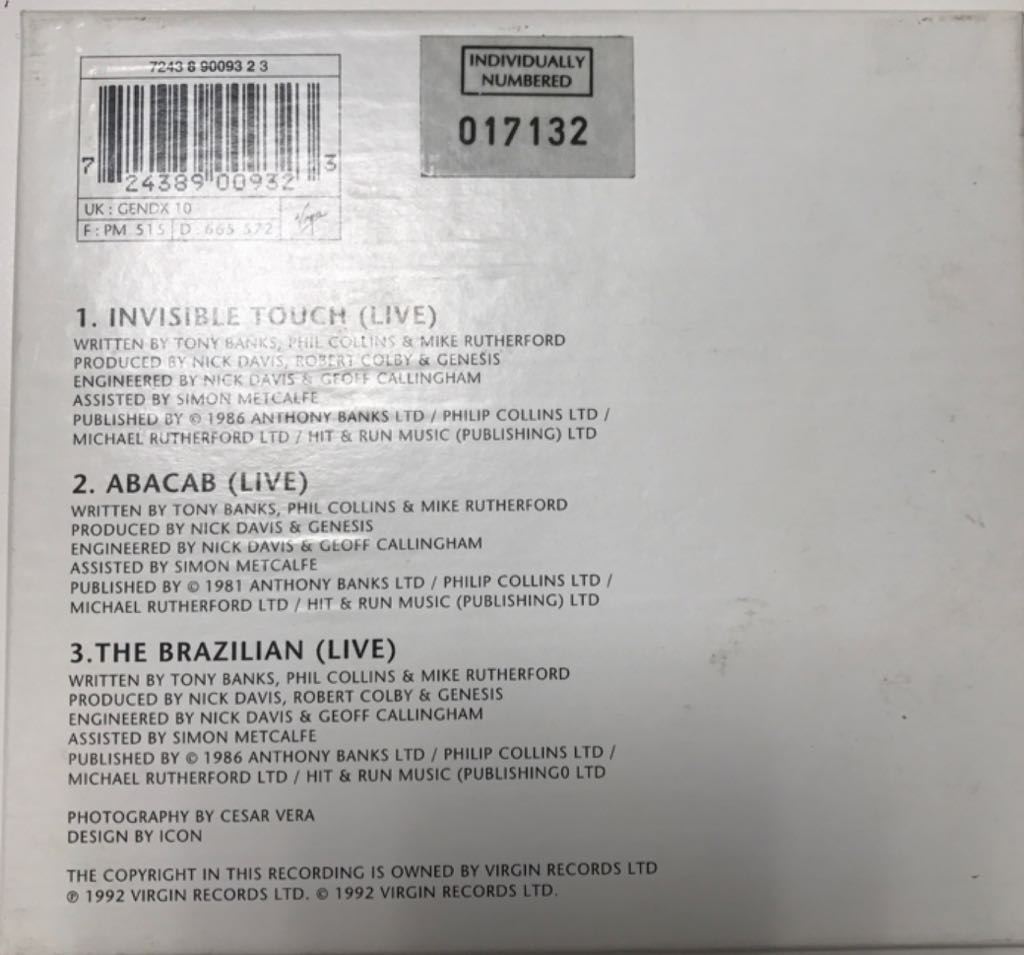 7243 8 90093 2 3
7 24389 00932 3
UK : GENDX 10
F : PM 515 D : 665 572
Virgin
INDIVIDUALLY
NUMBERED
017132
1. INVISIBLE TOUCH (LIVE)
WRITTEN BY TONY BANKS, PHIL COLLINS & MIKE RUTHERFORD
PRODUCED BY NICK DAVIS, ROBERT COLBY & GENESIS
ENGINEERED BY NICK DAVIS & GEOFF CALLINGHAM
ASSISTED BY SIMON METCALFE
PUBLISHED BY © 1986 ANTHONY BANKS LTD / PHILIP COLLINS LTD /
MICHAEL RUTHERFORD LTD / HIT & RUN MUSIC (PUBLISHING) LTD
2. ABACAB (LIVE)
WRITTEN BY TONY BANKS, PHIL COLLINS & MIKE RUTHERFORD
PRODUCED BY NICK DAVIS & GENESIS
ENGINEERED BY NICK DAVIS & GEOFF CALLINGHAM
ASSISTED BY SIMON METCALFE
PUBLISHED BY © 1981 ANTHONY BANKS LTD / PHILIP COLLINS LTD /
MICHAEL RUTHERFORD LTD / HIT & RUN MUSIC (PUBLISHING) LTD
3.THE BRAZILIAN (LIVE)
WRITTEN BY TONY BANKS, PHIL COLLINS & MIKE RUTHERFORD
PRODUCED BY NICK DAVIS, ROBERT COLBY & GENESIS
ENGINEERED BY NICK DAVIS & GEOFF CALLINGHAM
ASSISTED BY SIMON METCALFE
PUBLISHED BY © 1986 ANTHONY BANKS LTD / PHILIP COLLINS LTD /
MICHAEL RUTHERFORD LTD / HIT & RUN MUSIC (PUBLISHING0 LTD
PHOTOGRAPHY BY CESAR VERA
DESIGN BY ICON
THE COPYRIGHT IN THIS RECORDING IS OWNED BY VIRGIN RECORDS LTD
℗ 1992 VIRGIN RECORDS LTD. © 1992 VIRGIN RECORDS LTD.